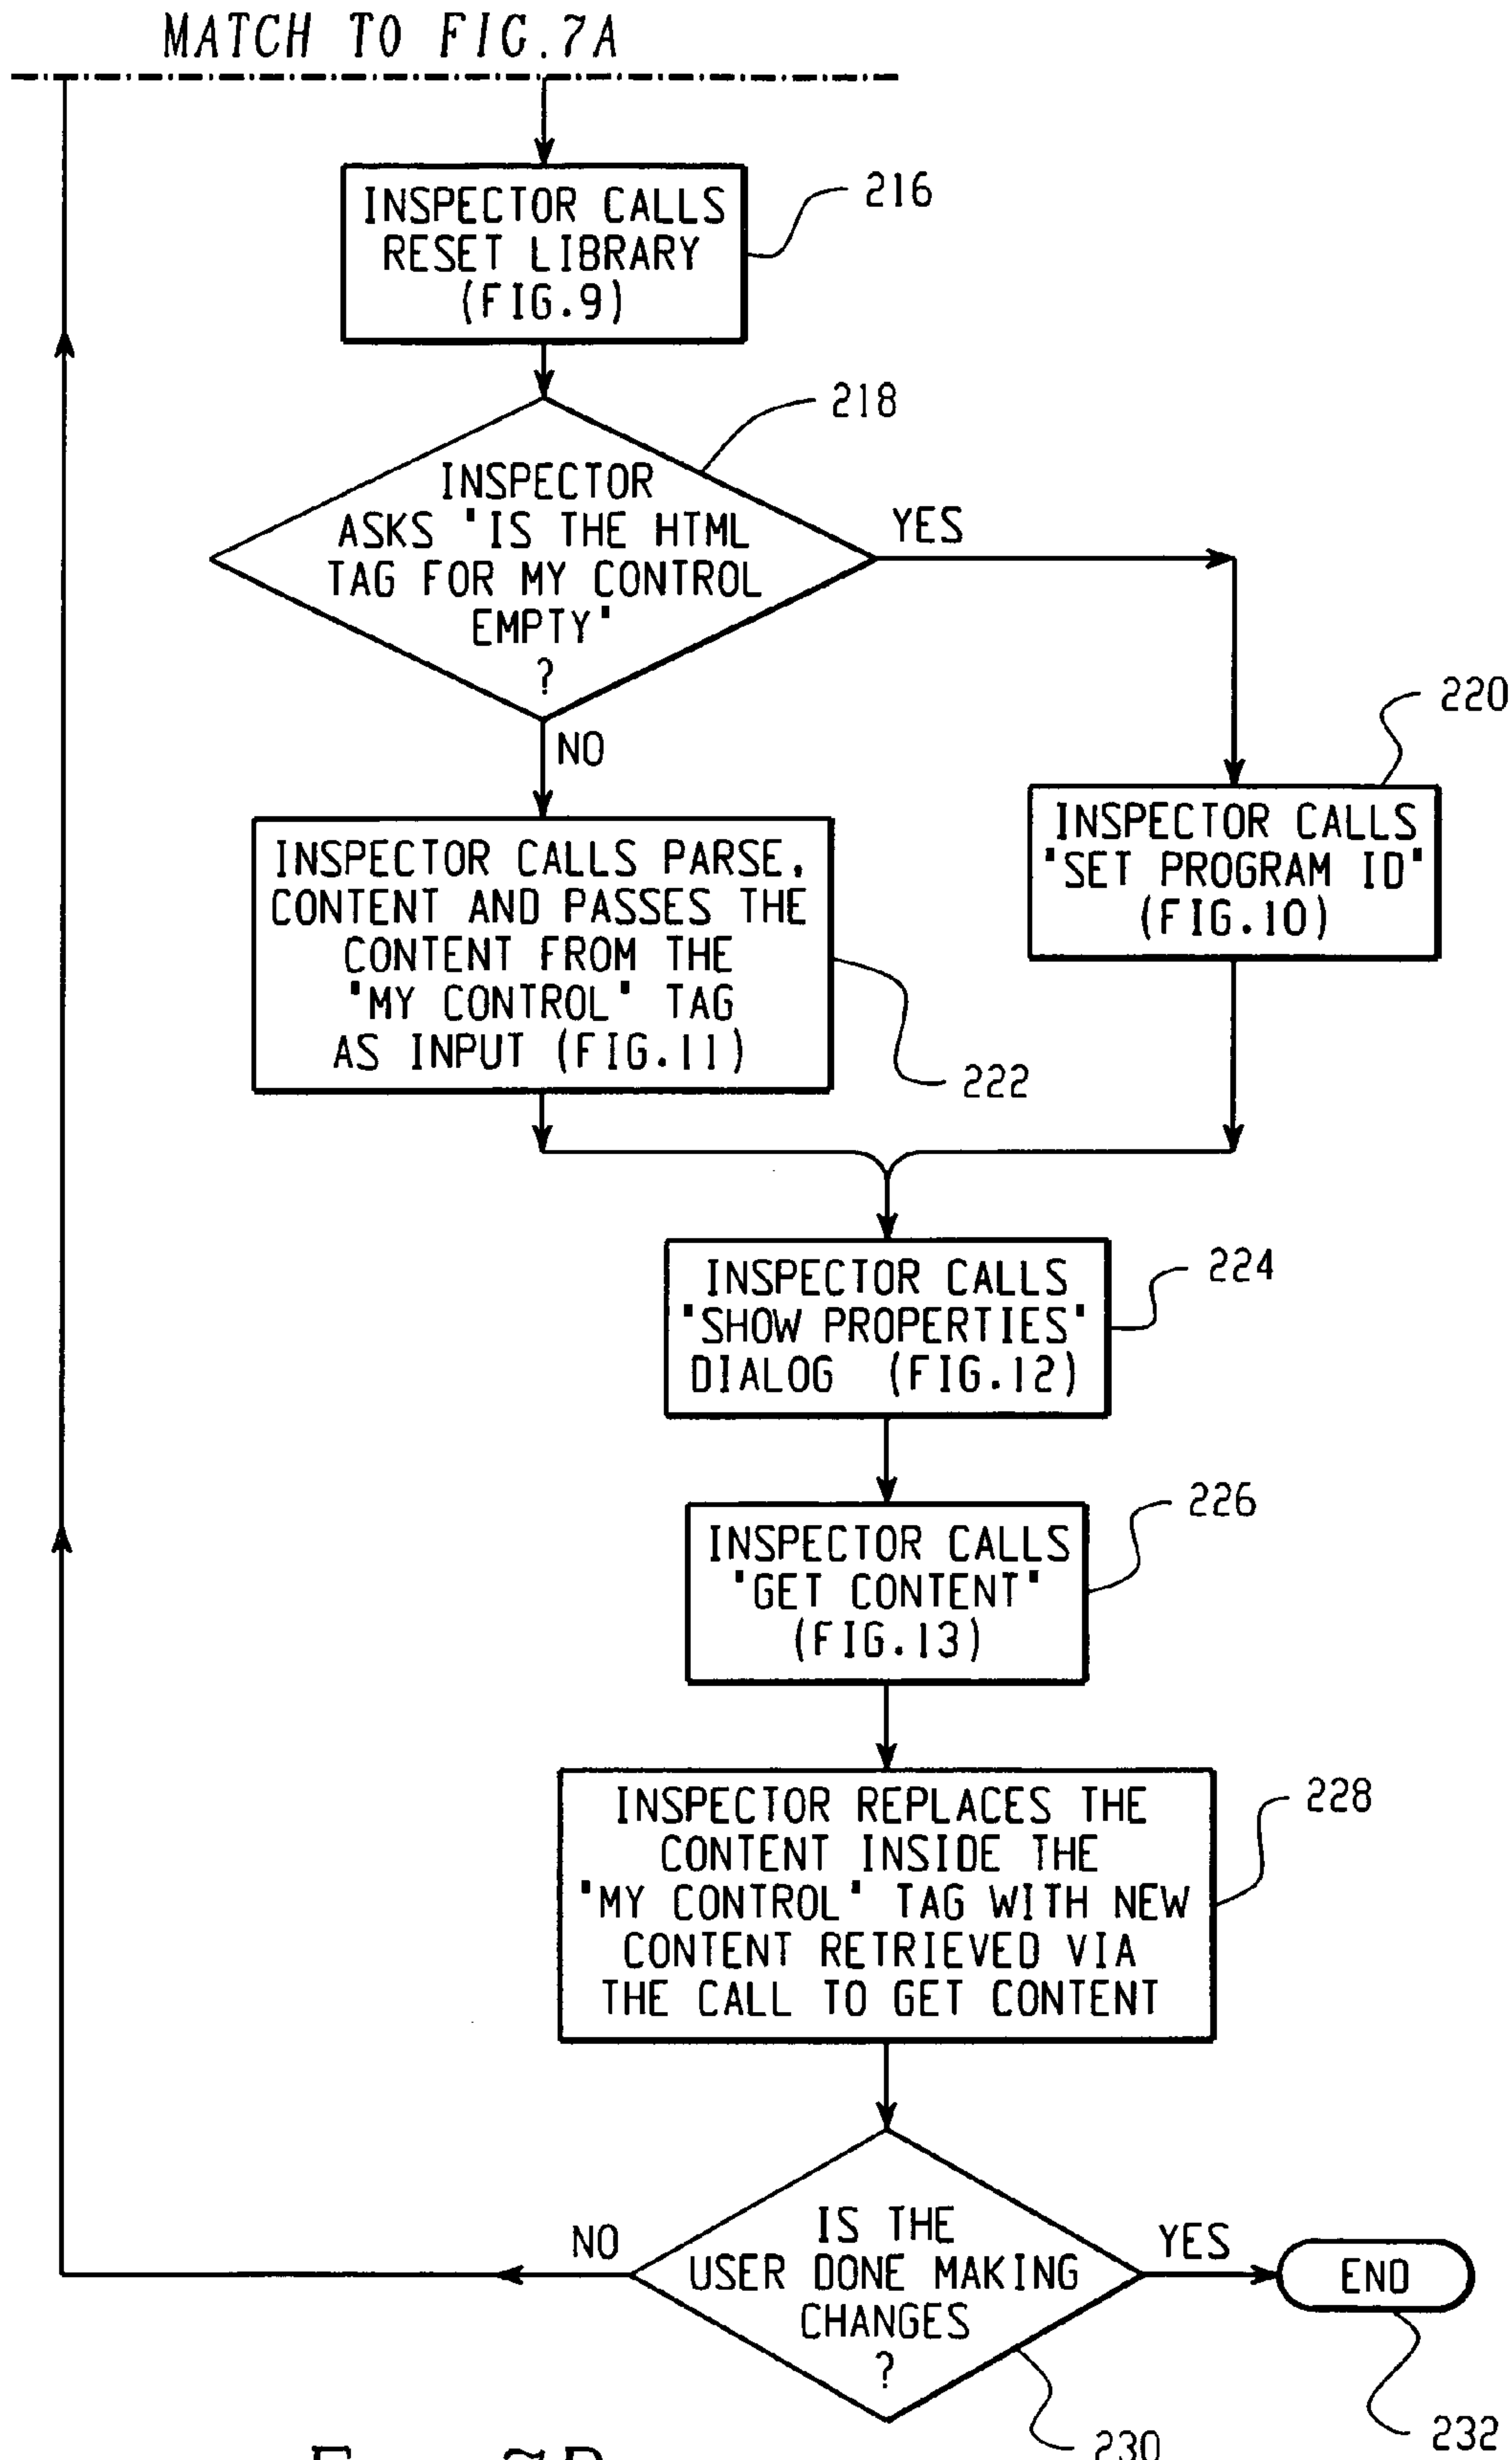 MATCH TO FIG.7A
INSPECTOR CALLS
RESET LIBRARY
(FIG.9)
216
218
INSPECTOR
ASKS "IS THE HTML
TAG FOR MY CONTROL
EMPTY"
?
YES
NO
220
INSPECTOR CALLS
"SET PROGRAM ID"
(FIG.10)
INSPECTOR CALLS PARSE,
CONTENT AND PASSES THE
CONTENT FROM THE
"MY CONTROL" TAG
AS INPUT (FIG.11)
222
INSPECTOR CALLS
"SHOW PROPERTIES"
DIALOG (FIG.12)
224
INSPECTOR CALLS
"GET CONTENT"
(FIG.13)
226
INSPECTOR REPLACES THE
CONTENT INSIDE THE
"MY CONTROL" TAG WITH NEW
CONTENT RETRIEVED VIA
THE CALL TO GET CONTENT
228
IS THE
USER DONE MAKING
CHANGES
?
NO
YES
END
230
232